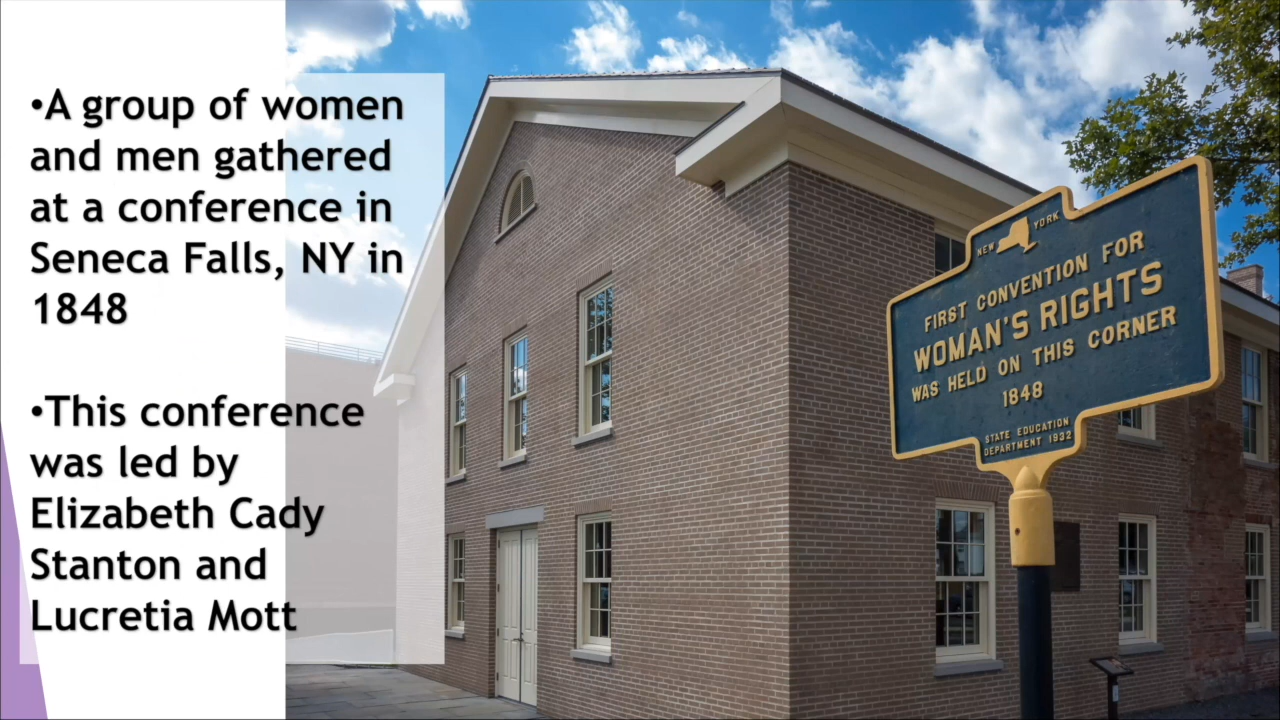 •A group of women
and men gathered
at a conference in
Seneca Falls, NY in
1848
•This conference
was led by
Elizabeth Cady
Stanton and
Lucretia Mott
NEW YORK
FIRST CONVENTION FOR
WOMAN'S RIGHTS
WAS HELD ON THIS CORNER
1848
STATE EDUCATION
DEPARTMENT 1932